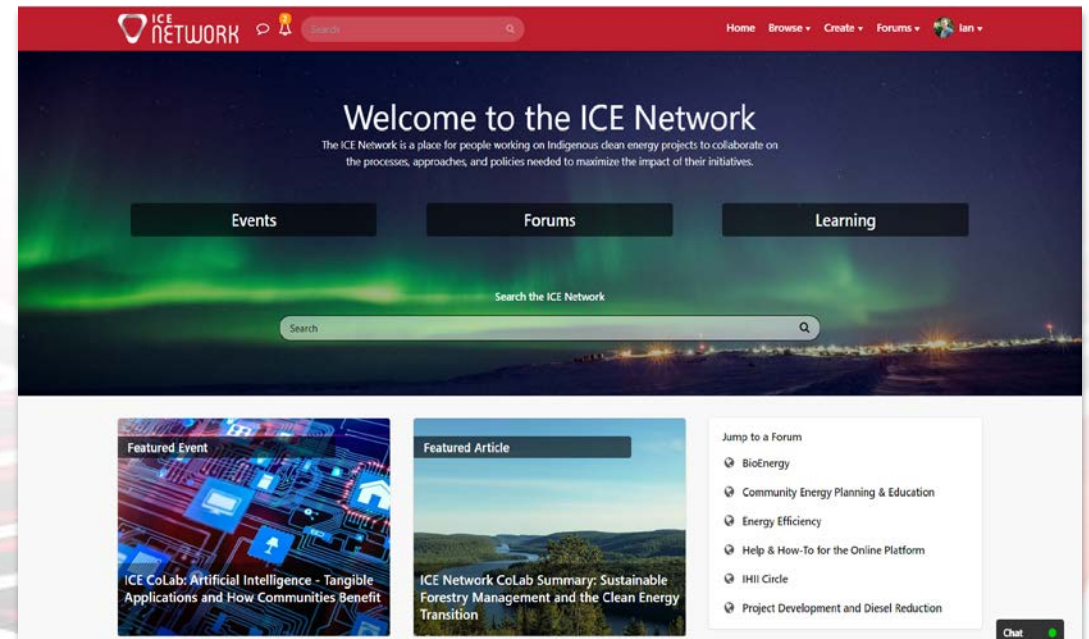 ICE
NETWORK
2
Search
Home Browse Create Forums Ian
Welcome to the ICE Network
The ICE Network is a place for people working on Indigenous clean energy projects to collaborate on
the processes, approaches, and policies needed to maximize the impact of their initiatives.
Events Forums Learning
Search the ICE Network
Search
Featured Event
ICE CoLab: Artificial Intelligence - Tangible
Applications and How Communities Benefit
Featured Article
ICE Network CoLab Summary: Sustainable
Forestry Management and the Clean Energy
Transition
Jump to a Forum
BioEnergy
Community Energy Planning & Education
Energy Efficiency
Help & How-To for the Online Platform
IHII Circle
Project Development and Diesel Reduction
Chat